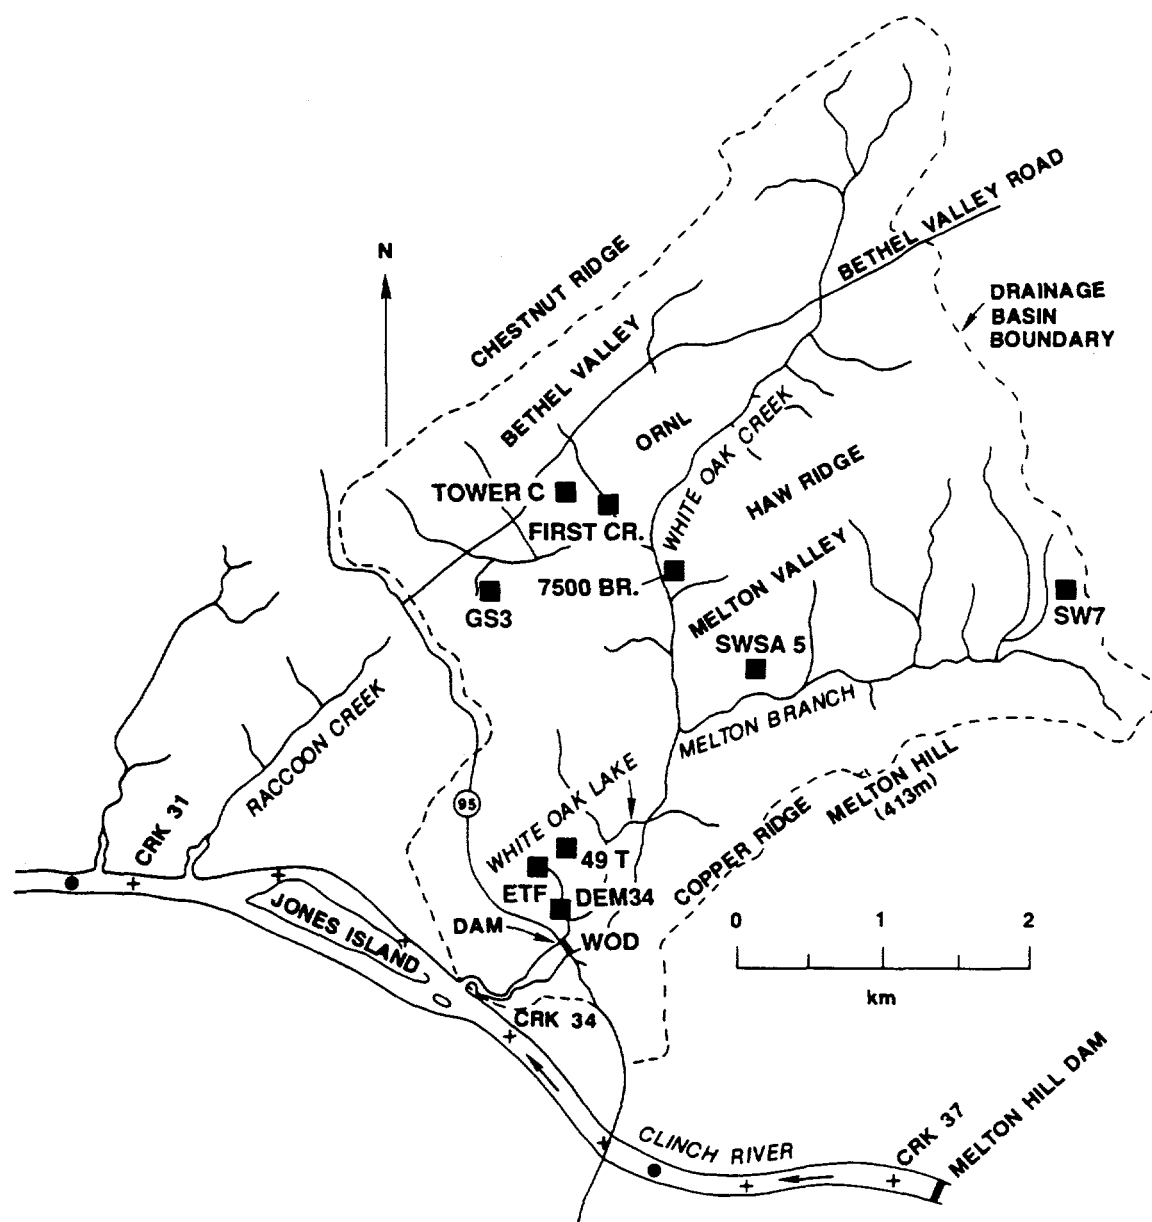 N
CHESTNUT RIDGE
BETHEL VALLEY ROAD
DRAINAGE
BASIN
BOUNDARY
BETHEL VALLEY
ORNL
WHITE OAK CREEK
HAW RIDGE
TOWER C
FIRST CR.
7500 BR.
GS3
MELTON VALLEY
SWSA 5
SW7
MELTON BRANCH
RACCOON CREEK
CRK 31
95
WHITE OAK LAKE
49 T
ETF
DEM34
DAM
WOD
COPPER RIDGE
MELTON HILL
(413m)
JONES ISLAND
CRK 34
0 1 2
km
CLINCH RIVER
CRK 37
MELTON HILL DAM